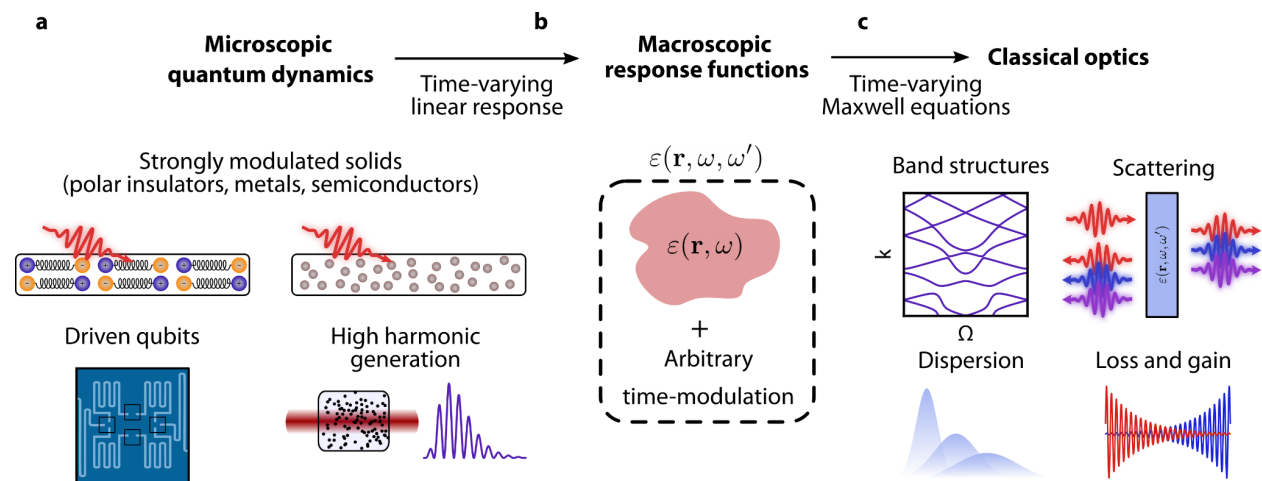 a
Microscopic
quantum dynamics
Time-varying
linear response
b
Macroscopic
response functions
Time-varying
Maxwell equations
c
Classical optics
Strongly modulated solids
(polar insulators, metals, semiconductors)
Driven qubits
High harmonic
generation
ε(r, ω, ω′)
ε(r, ω)
+
Arbitrary
time-modulation
Band structures
k
Ω
Scattering
ε(r, ω, ω′)
Dispersion
Loss and gain